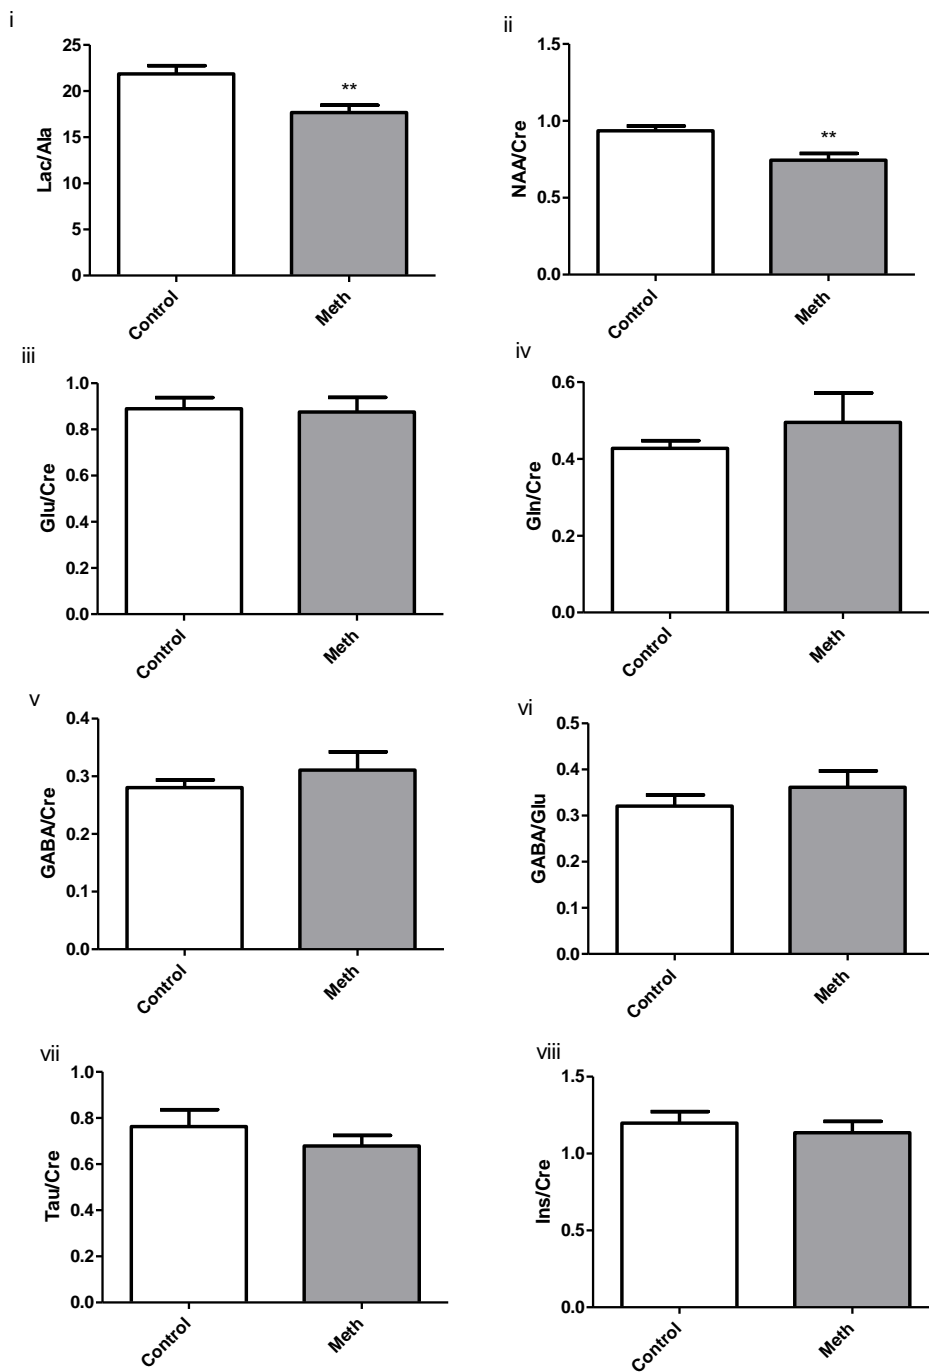 i
Lac/Ala
25
20
15
10
5
0
**
Control
Meth
ii
NAA/Cre
1.5
1.0
0.5
0.0
**
Control
Meth
iii
Glu/Cre
1.0
0.8
0.6
0.4
0.2
0.0
Control
Meth
iv
Gln/Cre
0.6
0.4
0.2
0.0
Control
Meth
v
GABA/Cre
0.4
0.3
0.2
0.1
0.0
Control
Meth
vi
GABA/Glu
0.5
0.4
0.3
0.2
0.1
0.0
Control
Meth
vii
Tau/Cre
1.0
0.8
0.6
0.4
0.2
0.0
Control
Meth
viii
Ins/Cre
1.5
1.0
0.5
0.0
Control
Meth